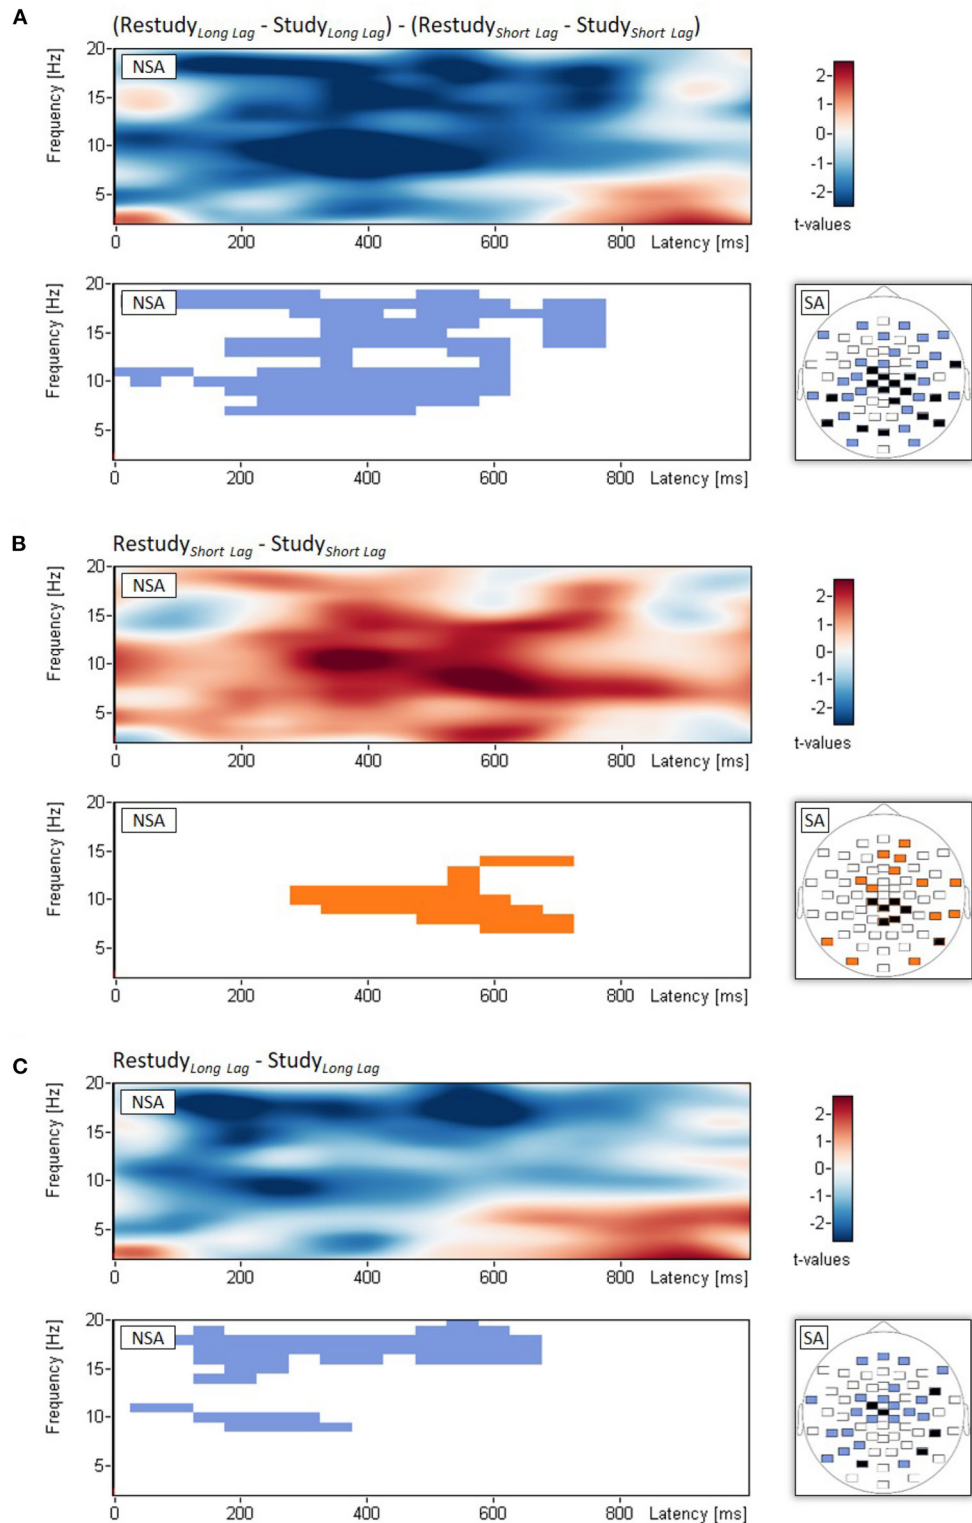 A
(Restudy Long Lag - Study Long Lag) - (Restudy Short Lag - Study Short Lag)
20
NSA
15
10
5
Frequency [Hz]
0 200 400 600 800 Latency [ms]
2
1
0
-1
-2
t-values
20
NSA
15
10
5
Frequency [Hz]
0 200 400 600 800 Latency [ms]
SA
B
Restudy Short Lag - Study Short Lag
20
NSA
15
10
5
Frequency [Hz]
0 200 400 600 800 Latency [ms]
2
1
0
-1
-2
t-values
20
NSA
15
10
5
Frequency [Hz]
0 200 400 600 800 Latency [ms]
SA
C
Restudy Long Lag - Study Long Lag
20
NSA
15
10
5
Frequency [Hz]
0 200 400 600 800 Latency [ms]
2
1
0
-1
-2
t-values
20
NSA
15
10
5
Frequency [Hz]
0 200 400 600 800 Latency [ms]
SA